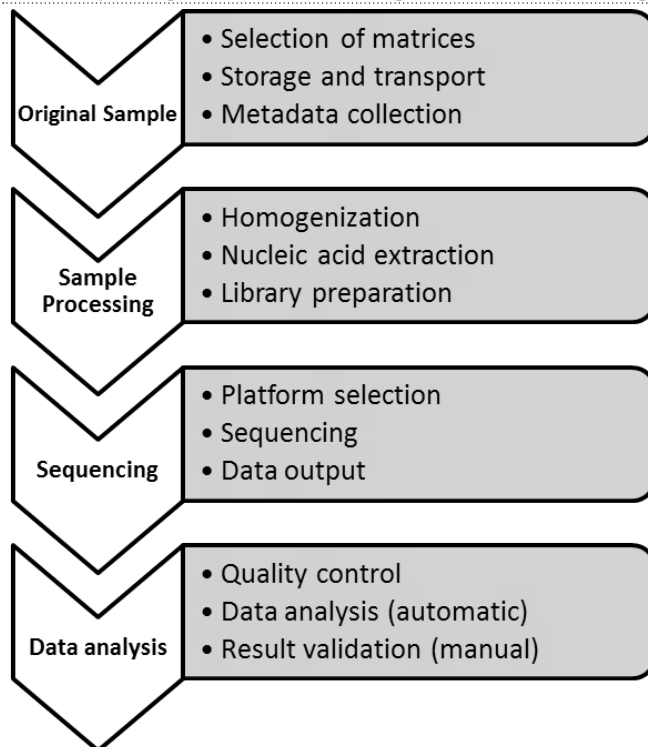 Original Sample
• Selection of matrices
• Storage and transport
• Metadata collection
Sample
Processing
• Homogenization
• Nucleic acid extraction
• Library preparation
Sequencing
• Platform selection
• Sequencing
• Data output
Data analysis
• Quality control
• Data analysis (automatic)
• Result validation (manual)